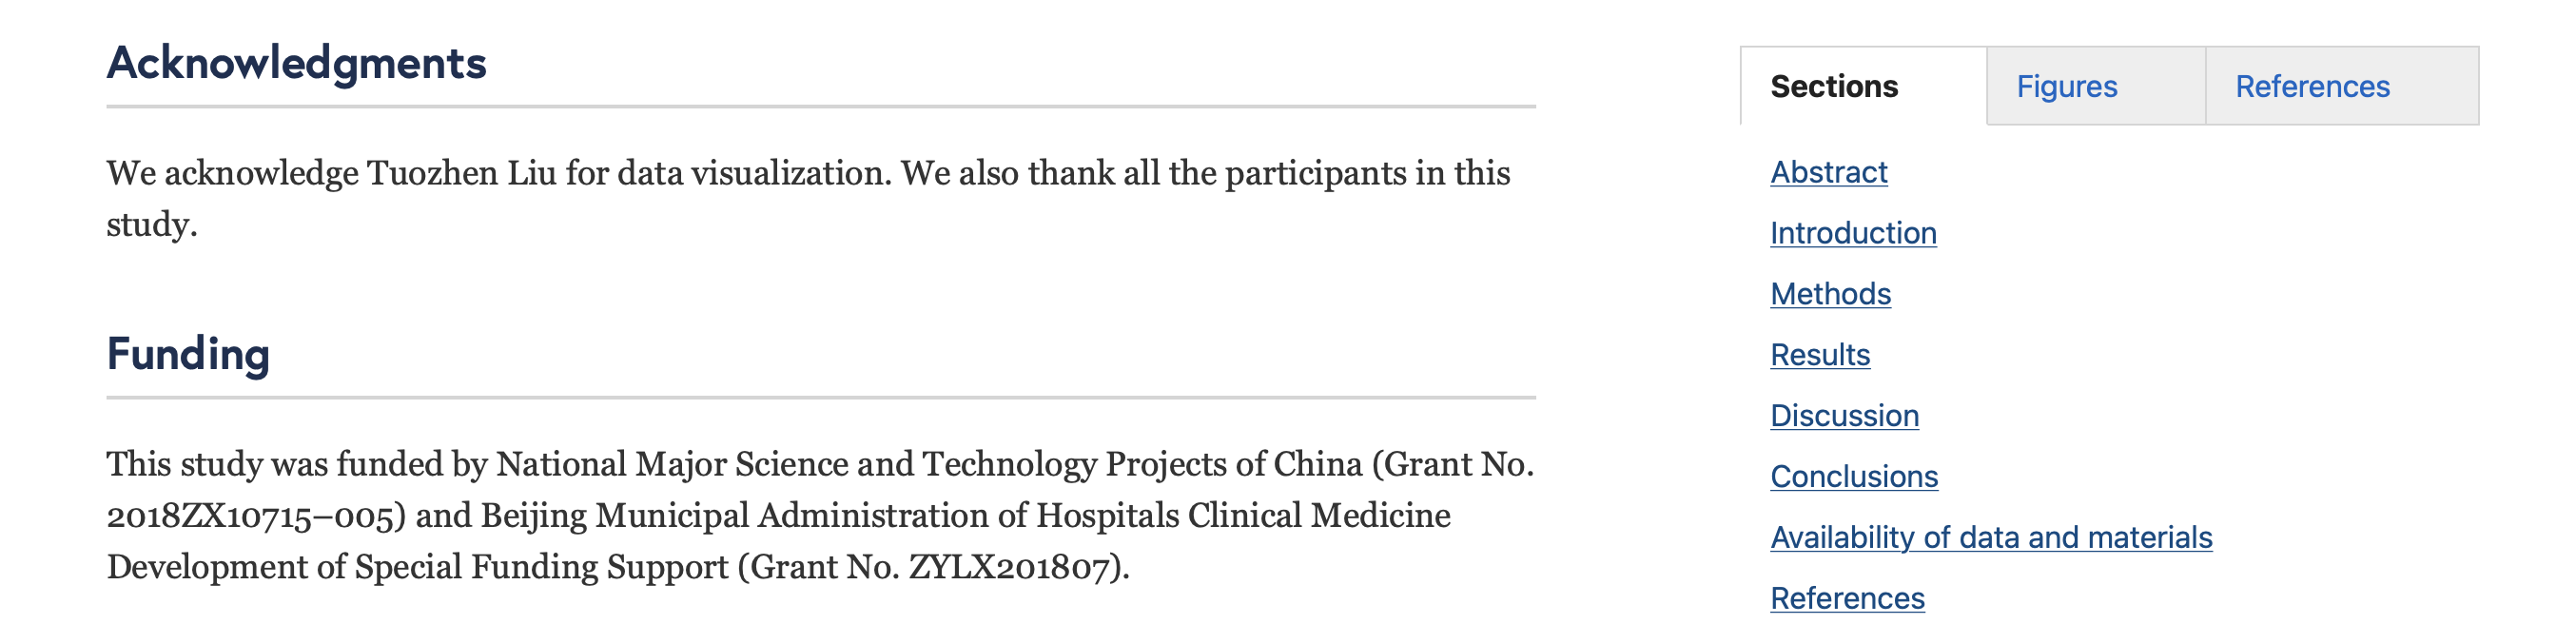 Acknowledgments
We acknowledge Tuozhen Liu for data visualization. We also thank all the participants in this
study.
Funding
This study was funded by National Major Science and Technology Projects of China (Grant No.
2018ZX10715–005) and Beijing Municipal Administration of Hospitals Clinical Medicine
Development of Special Funding Support (Grant No. ZYLX201807).
Sections Figures References
Abstract
Introduction
Methods
Results
Discussion
Conclusions
Availability of data and materials
References